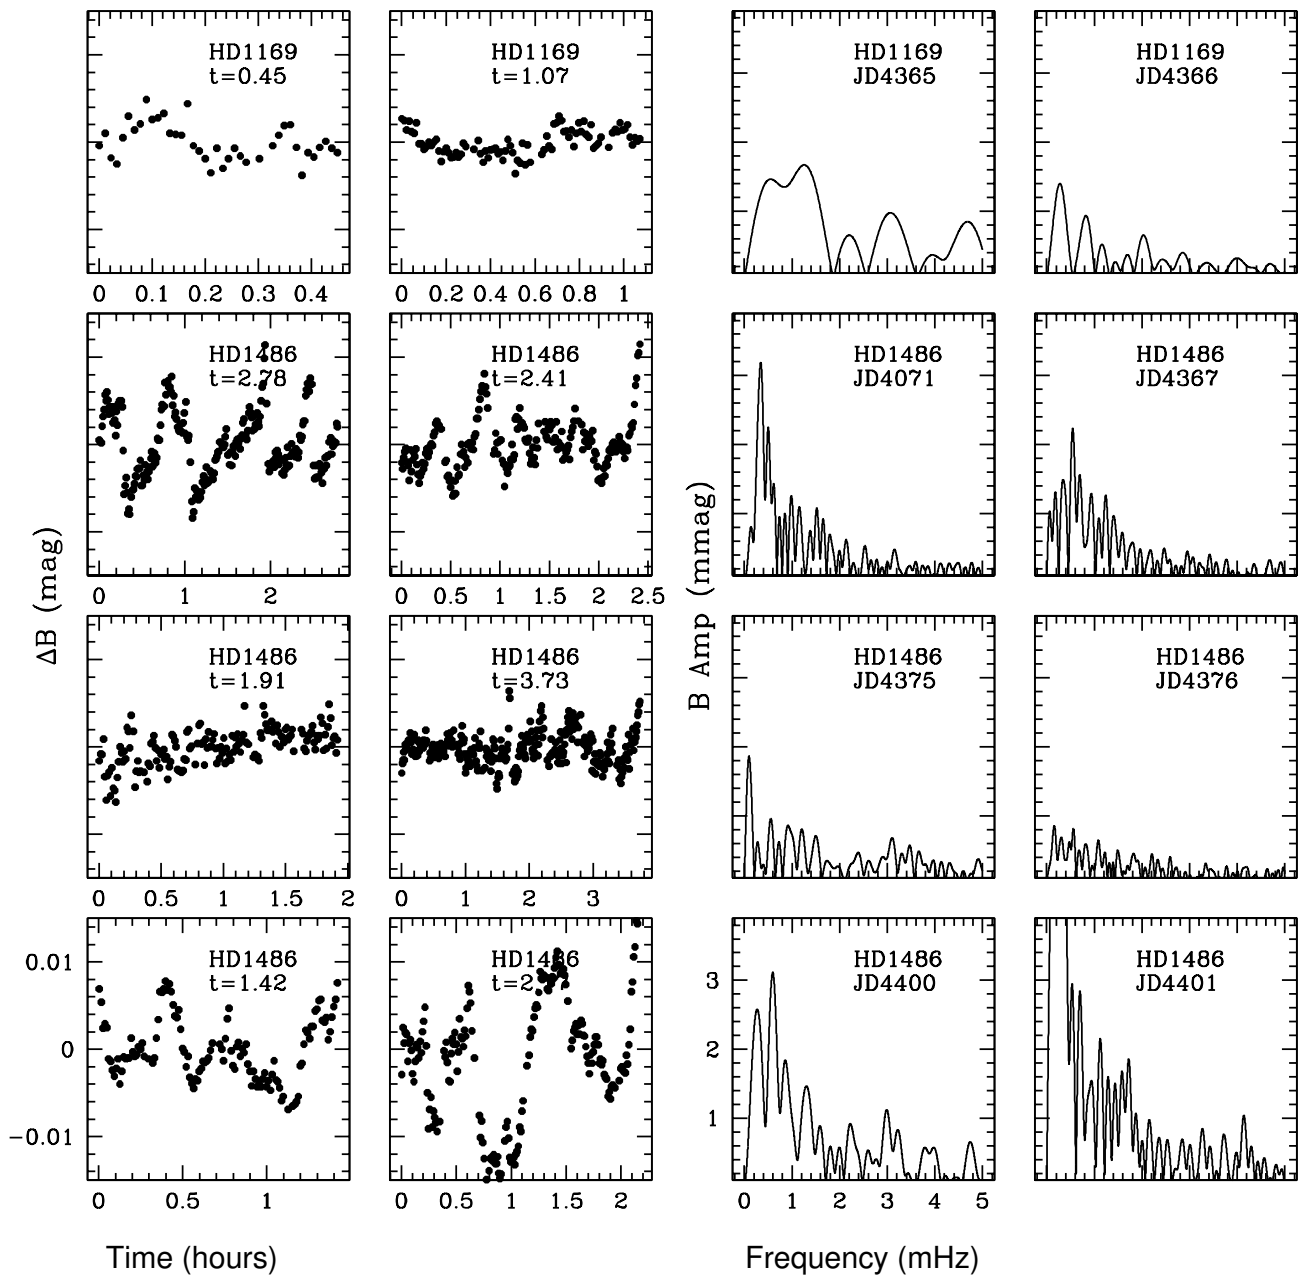 HD1169
t=0.45
HD1169
t=1.07
HD1169
JD4365
HD1169
JD4366
0 0.1 0.2 0.3 0.4
0 0.2 0.4 0.6 0.8 1
HD1486
t=2.78
HD1486
t=2.41
HD1486
JD4071
HD1486
JD4367
0 1 2
0 0.5 1 1.5 2 2.5
ΔB (mag)
B Amp (mmag)
HD1486
t=1.91
HD1486
t=3.73
HD1486
JD4375
HD1486
JD4376
0 0.5 1 1.5 2
0 1 2 3
HD1486
t=1.42
HD1486
t=2
HD1486
JD4400
HD1486
JD4401
0.01
0
−0.01
3
2
1
0 0.5 1
0 0.5 1 1.5 2
0 1 2 3 4 5
Time (hours)
Frequency (mHz)